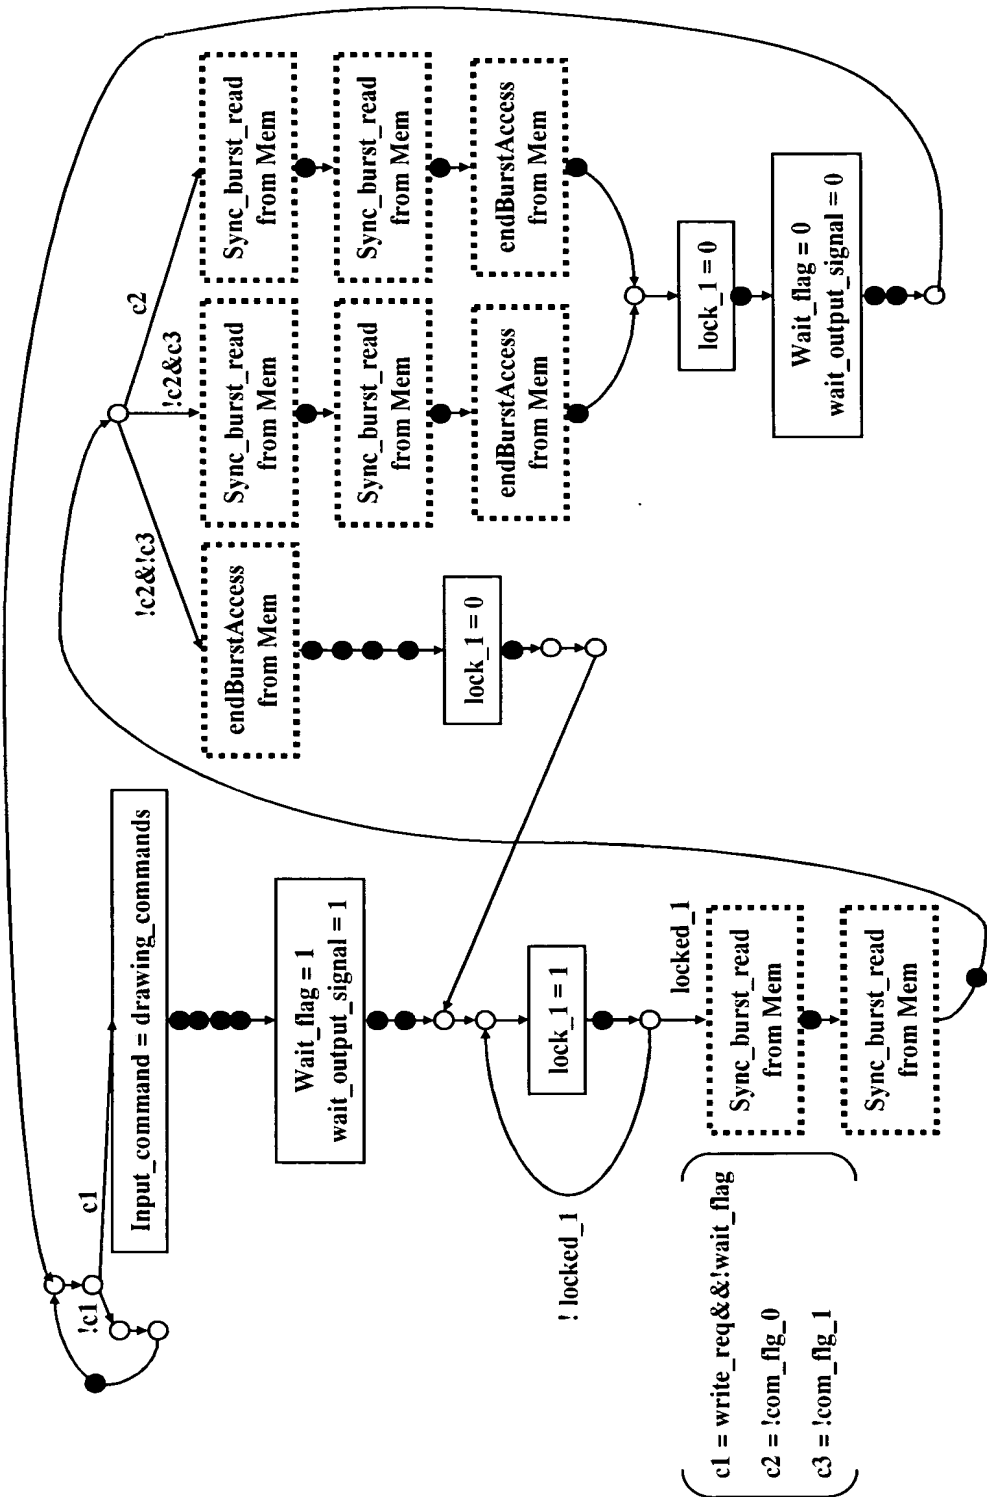 !c1
c1
Input_command = drawing_commands
Wait_flag = 1
wait_output_signal = 1
lock_1 = 1
! locked_1
locked_1
Sync_burst_read
from Mem
Sync_burst_read
from Mem
!c2&!c3
!c2&c3
c2
endBurstAccess
from Mem
lock_1 = 0
Sync_burst_read
from Mem
Sync_burst_read
from Mem
endBurstAccess
from Mem
Sync_burst_read
from Mem
Sync_burst_read
from Mem
endBurstAccess
from Mem
lock_1 = 0
Wait_flag = 0
wait_output_signal = 0
c1 = write_req&&!wait_flag
c2 = !com_flg_0
c3 = !com_flg_1